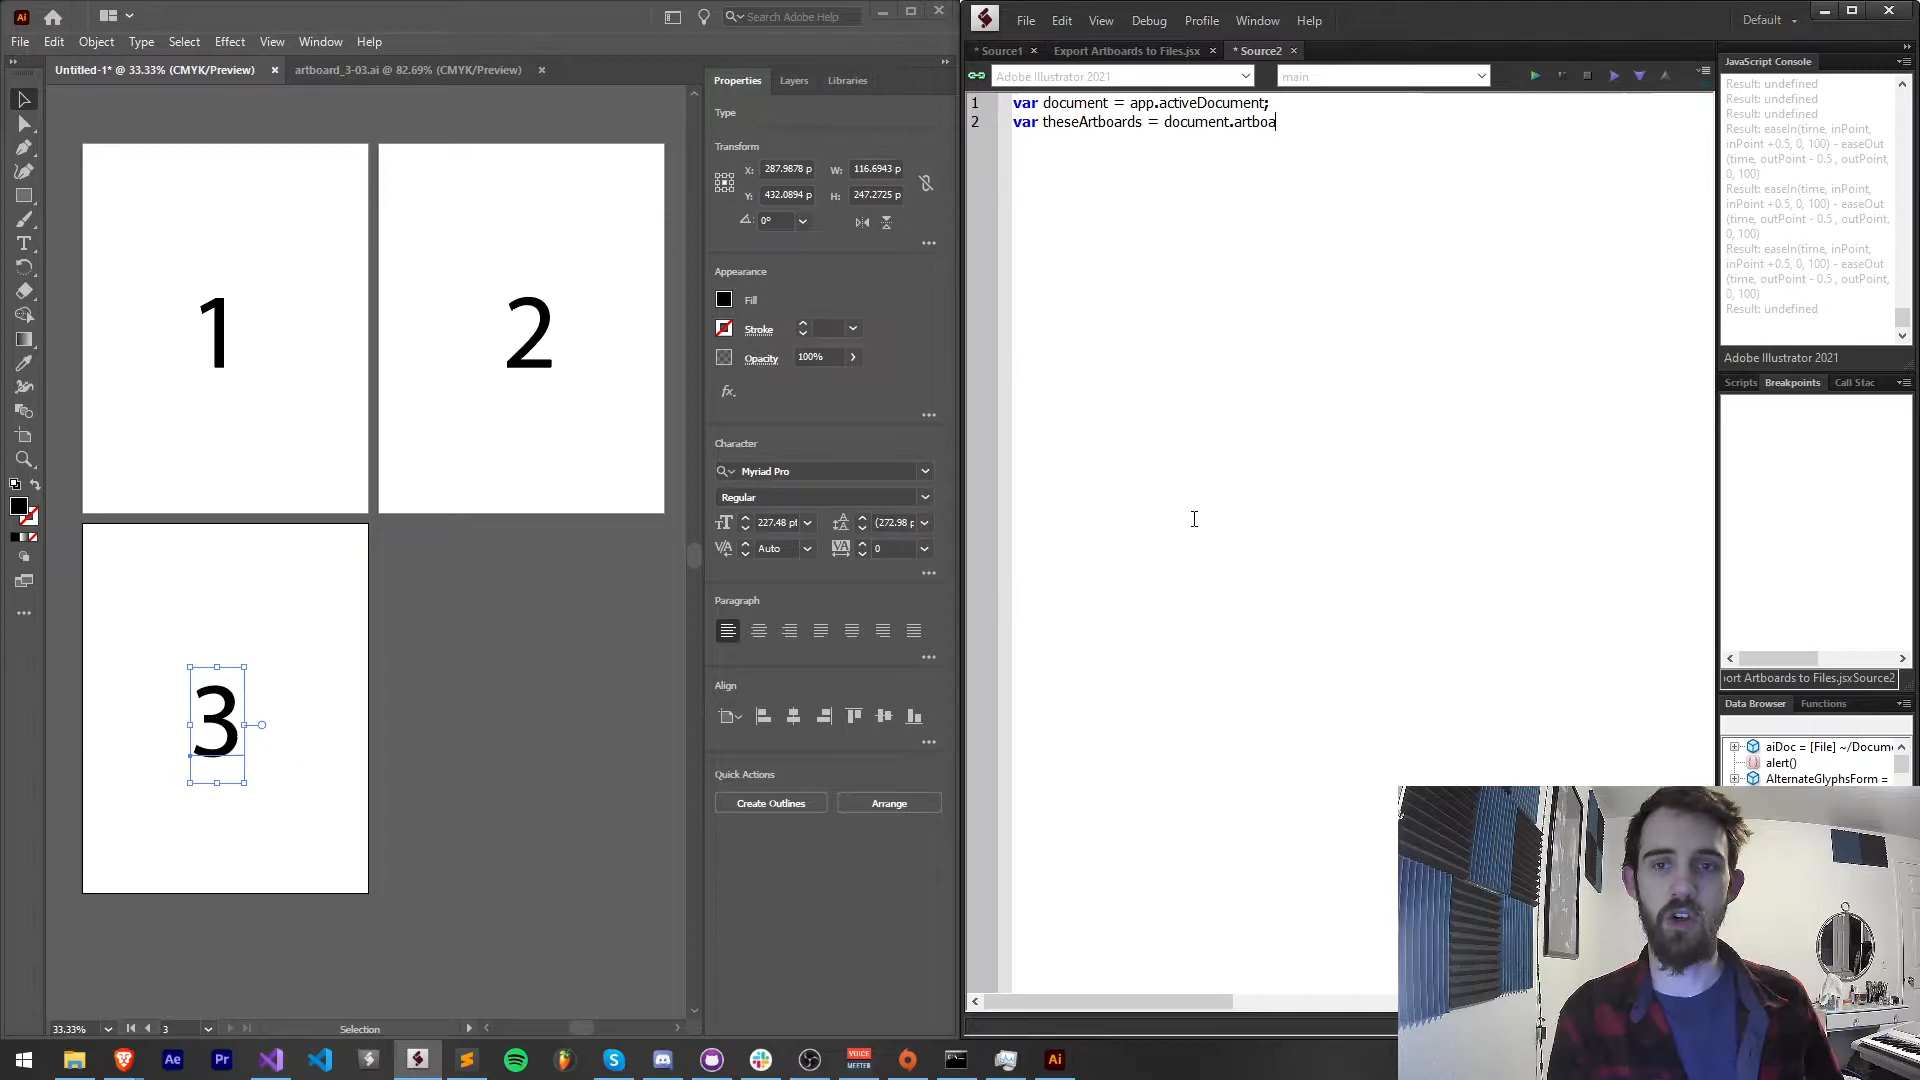 Ai
Search Adobe Help
File Edit Object Type Select Effect View Window Help
Untitled-1* @ 33.33% (CMYK/Preview) × artboard_3-03.ai @ 82.69% (CMYK/Preview) ×
1
2
3
33.33% 3 Selection
Properties Layers Libraries
Type
Transform
X: 287.9878 p W: 116.6943 p
Y: 432.0894 p H: 247.2725 p
0°
Appearance
Fill
Stroke
Opacity 100%
fx.
Character
Myriad Pro
Regular
227.48 pt (272.98 p
Auto 0
Paragraph
Align
Quick Actions
Create Outlines Arrange
File Edit View Debug Profile Window Help
Default
* Source1 × Export Artboards to Files.jsx × * Source2 ×
Adobe Illustrator 2021 main
1 var document = app.activeDocument;
2 var theseArtboards = document.artboa
JavaScript Console
Result: undefined
Result: undefined
Result: undefined
Result: easeIn(time, inPoint,
inPoint +0.5, 0, 100) - easeOut
(time, outPoint - 0.5 , outPoint,
0, 100)
Result: easeIn(time, inPoint,
inPoint +0.5, 0, 100) - easeOut
(time, outPoint - 0.5 , outPoint,
0, 100)
Result: easeIn(time, inPoint,
inPoint +0.5, 0, 100) - easeOut
(time, outPoint - 0.5 , outPoint,
0, 100)
Result: undefined
Adobe Illustrator 2021
Scripts Breakpoints Call Stac
ort Artboards to Files.jsxSource2
Data Browser Functions
aiDoc = [File] ~/Docum
alert()
AlternateGlyphsForm =
Ae Pr VOICE MEETER Ai